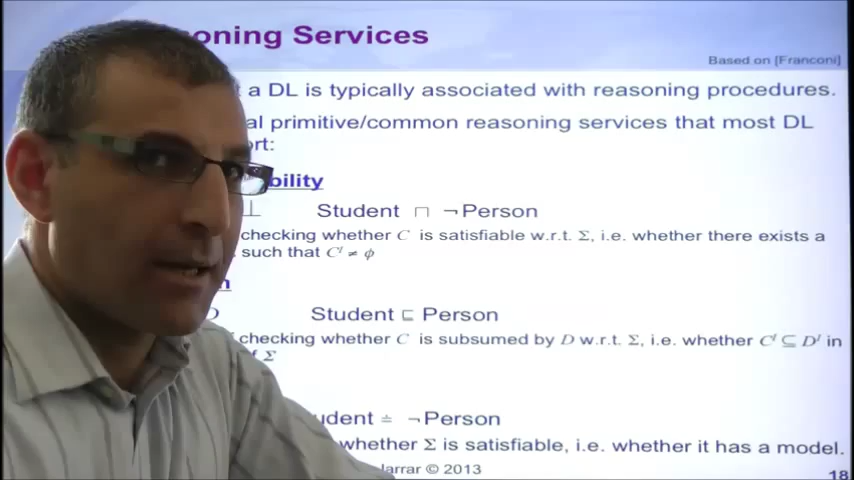 oning Services
Based on [Franconi]
a DL is typically associated with reasoning procedures.
primitive/common reasoning services that most DL
bility
⊥ Student ⊓ ¬Person
checking whether C is satisfiable w.r.t. Σ, i.e. whether there exists a
such that Cᴵ ≠ ϕ
Student ⊑ Person
checking whether C is subsumed by D w.r.t. Σ, i.e. whether Cᴵ ⊆ Dᴵ in
f Σ
udent ≐ ¬Person
whether Σ is satisfiable, i.e. whether it has a model.
Jarrar © 2013
18